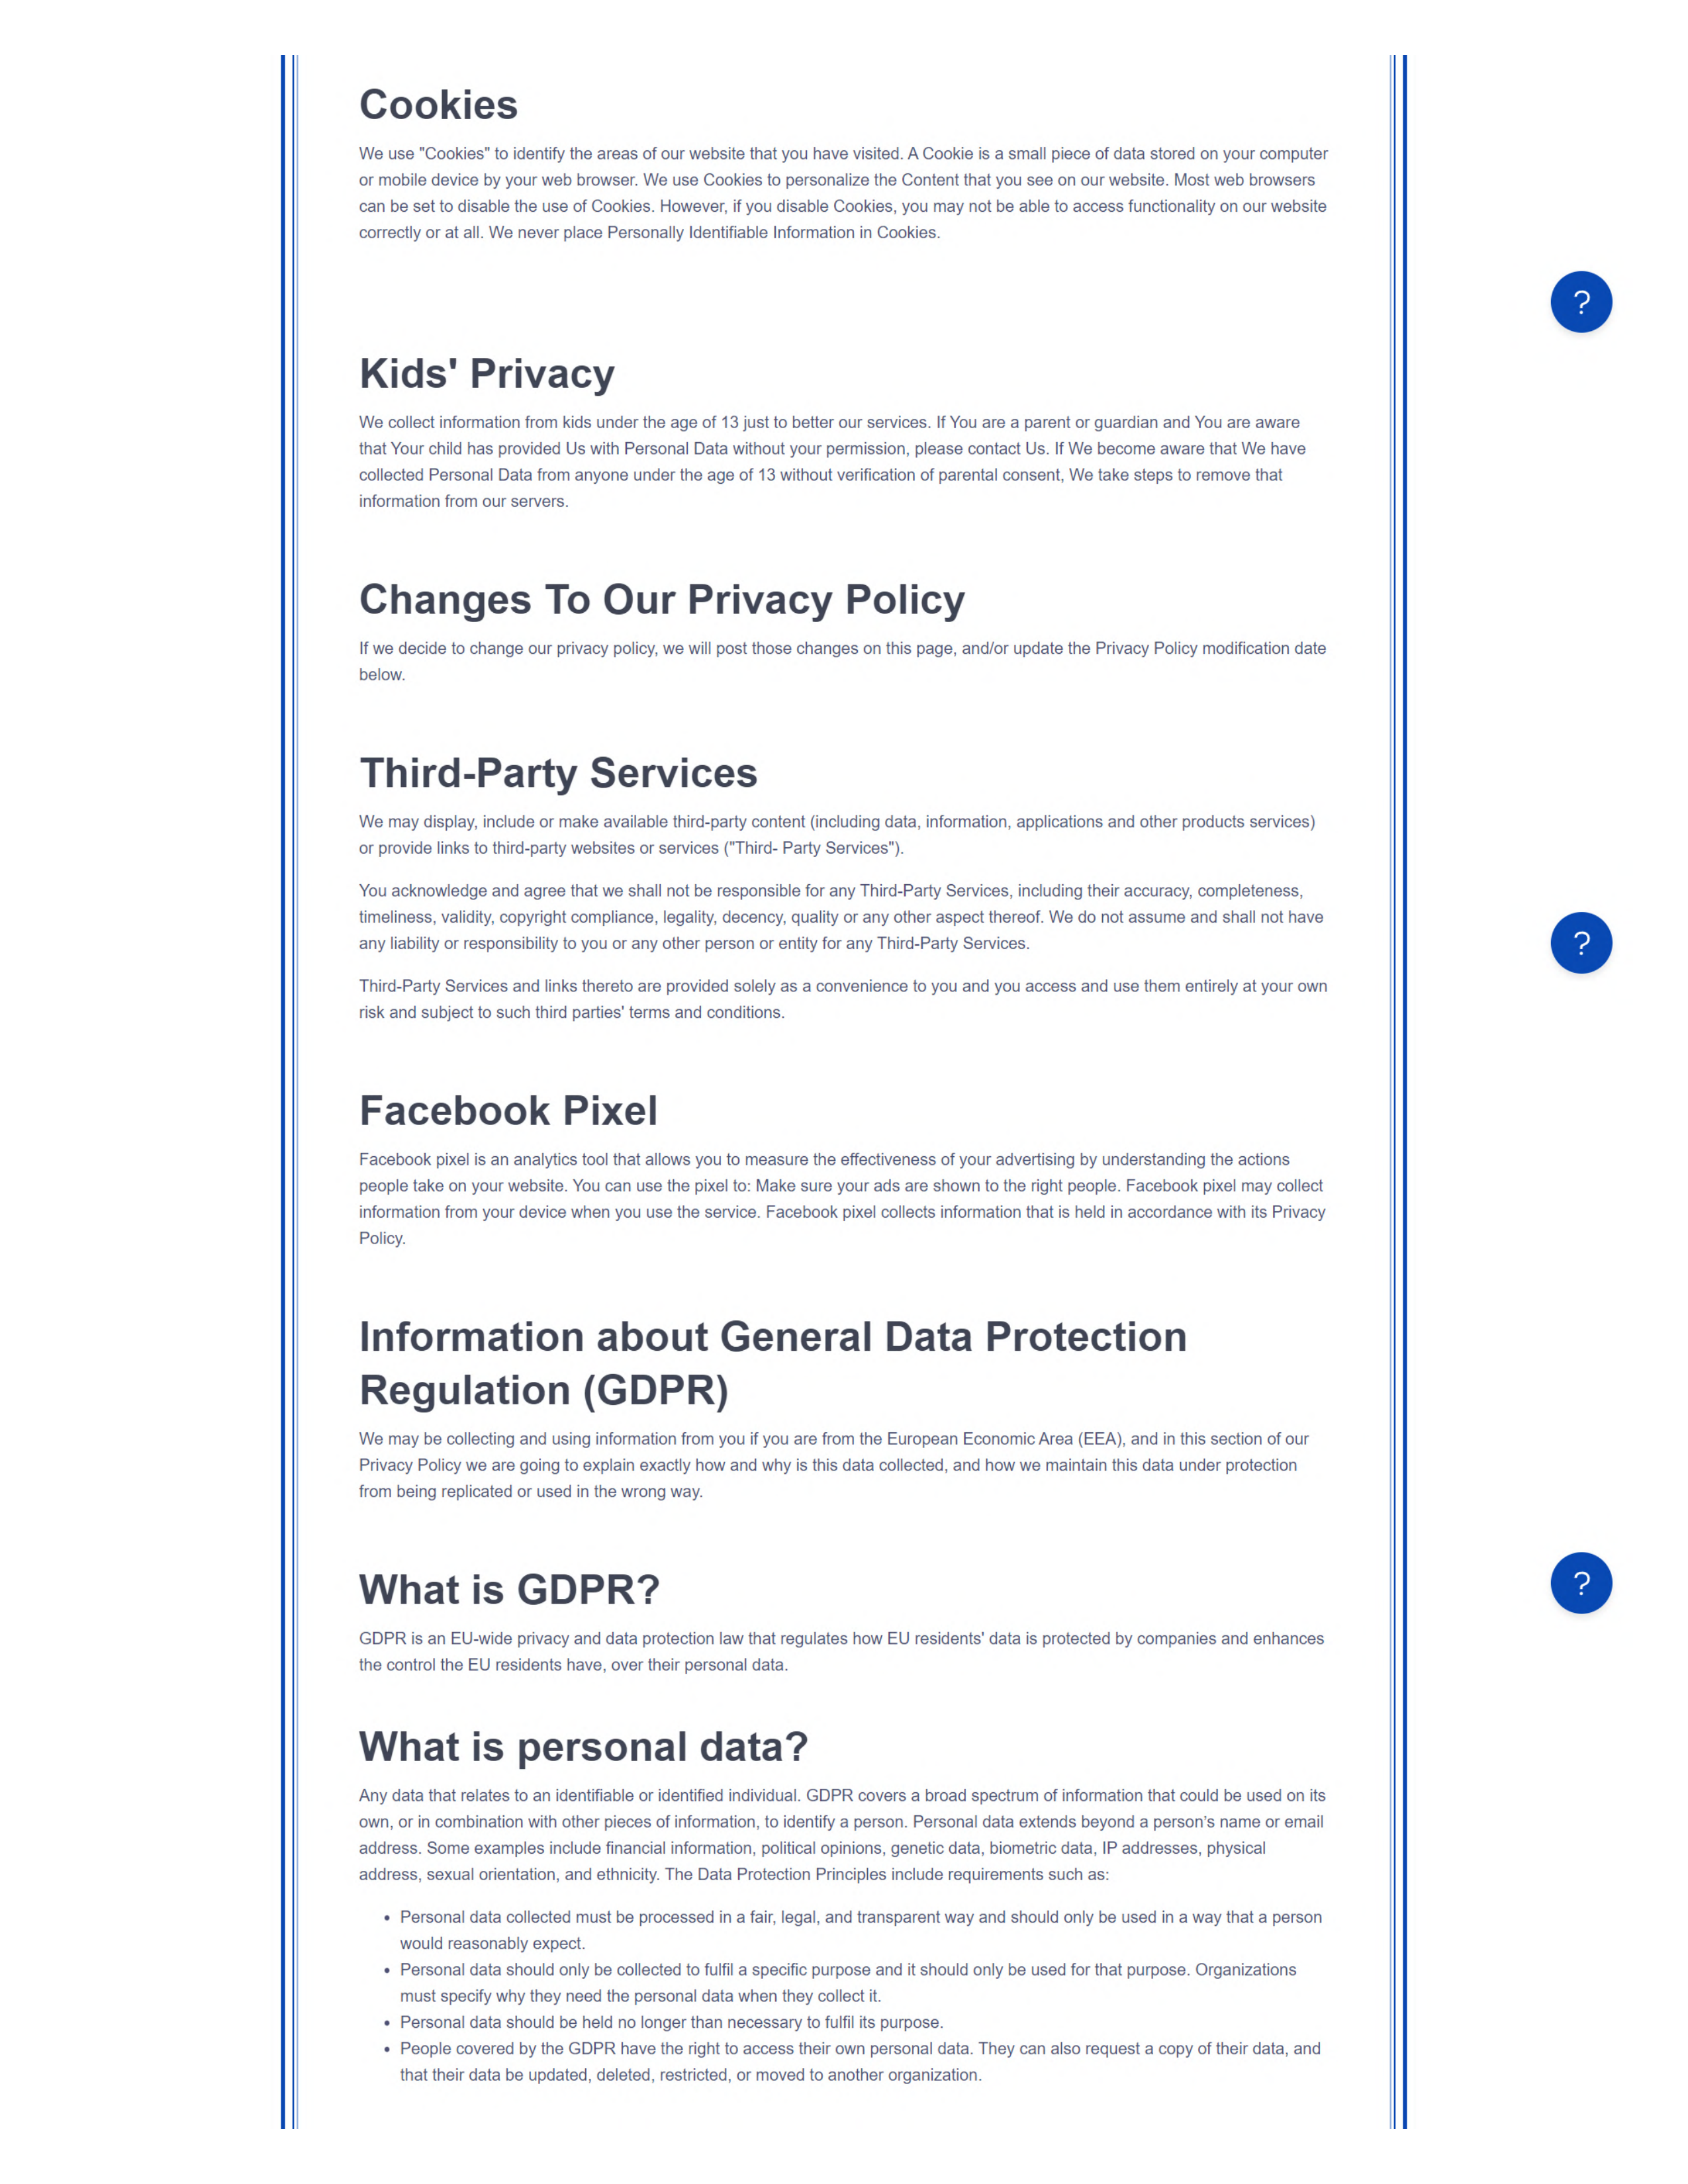 Cookies
We use "Cookies" to identify the areas of our website that you have visited. A Cookie is a small piece of data stored on your computer
or mobile device by your web browser. We use Cookies to personalize the Content that you see on our website. Most web browsers
can be set to disable the use of Cookies. However, if you disable Cookies, you may not be able to access functionality on our website
correctly or at all. We never place Personally Identifiable Information in Cookies.
?
Kids' Privacy
We collect information from kids under the age of 13 just to better our services. If You are a parent or guardian and You are aware
that Your child has provided Us with Personal Data without your permission, please contact Us. If We become aware that We have
collected Personal Data from anyone under the age of 13 without verification of parental consent, We take steps to remove that
information from our servers.
Changes To Our Privacy Policy
If we decide to change our privacy policy, we will post those changes on this page, and/or update the Privacy Policy modification date
below.
Third-Party Services
We may display, include or make available third-party content (including data, information, applications and other products services)
or provide links to third-party websites or services ("Third- Party Services").
You acknowledge and agree that we shall not be responsible for any Third-Party Services, including their accuracy, completeness,
timeliness, validity, copyright compliance, legality, decency, quality or any other aspect thereof. We do not assume and shall not have
any liability or responsibility to you or any other person or entity for any Third-Party Services.
?
Third-Party Services and links thereto are provided solely as a convenience to you and you access and use them entirely at your own
risk and subject to such third parties' terms and conditions.
Facebook Pixel
Facebook pixel is an analytics tool that allows you to measure the effectiveness of your advertising by understanding the actions
people take on your website. You can use the pixel to: Make sure your ads are shown to the right people. Facebook pixel may collect
information from your device when you use the service. Facebook pixel collects information that is held in accordance with its Privacy
Policy.
Information about General Data Protection
Regulation (GDPR)
We may be collecting and using information from you if you are from the European Economic Area (EEA), and in this section of our
Privacy Policy we are going to explain exactly how and why is this data collected, and how we maintain this data under protection
from being replicated or used in the wrong way.
What is GDPR?
?
GDPR is an EU-wide privacy and data protection law that regulates how EU residents' data is protected by companies and enhances
the control the EU residents have, over their personal data.
What is personal data?
Any data that relates to an identifiable or identified individual. GDPR covers a broad spectrum of information that could be used on its
own, or in combination with other pieces of information, to identify a person. Personal data extends beyond a person's name or email
address. Some examples include financial information, political opinions, genetic data, biometric data, IP addresses, physical
address, sexual orientation, and ethnicity. The Data Protection Principles include requirements such as:
• Personal data collected must be processed in a fair, legal, and transparent way and should only be used in a way that a person
would reasonably expect.
• Personal data should only be collected to fulfil a specific purpose and it should only be used for that purpose. Organizations
must specify why they need the personal data when they collect it.
• Personal data should be held no longer than necessary to fulfil its purpose.
• People covered by the GDPR have the right to access their own personal data. They can also request a copy of their data, and
that their data be updated, deleted, restricted, or moved to another organization.